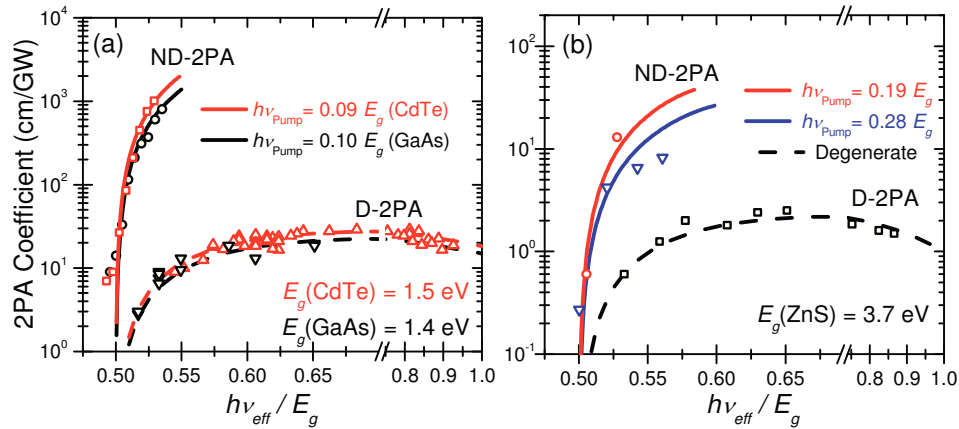 (a)
ND-2PA
hν_Pump = 0.09 E_g (CdTe)
hν_Pump = 0.10 E_g (GaAs)
D-2PA
E_g(CdTe) = 1.5 eV
E_g(GaAs) = 1.4 eV
2PA Coefficient (cm/GW)
10^4
10^3
10^2
10^1
10^0
0.50 0.55 0.60 0.65 0.8 0.9 1.0
hν_eff / E_g
(b)
ND-2PA
hν_Pump = 0.19 E_g
hν_Pump = 0.28 E_g
Degenerate
D-2PA
E_g(ZnS) = 3.7 eV
10^2
10^1
10^0
10^-1
0.50 0.55 0.60 0.65 0.8 0.9 1.0
hν_eff / E_g